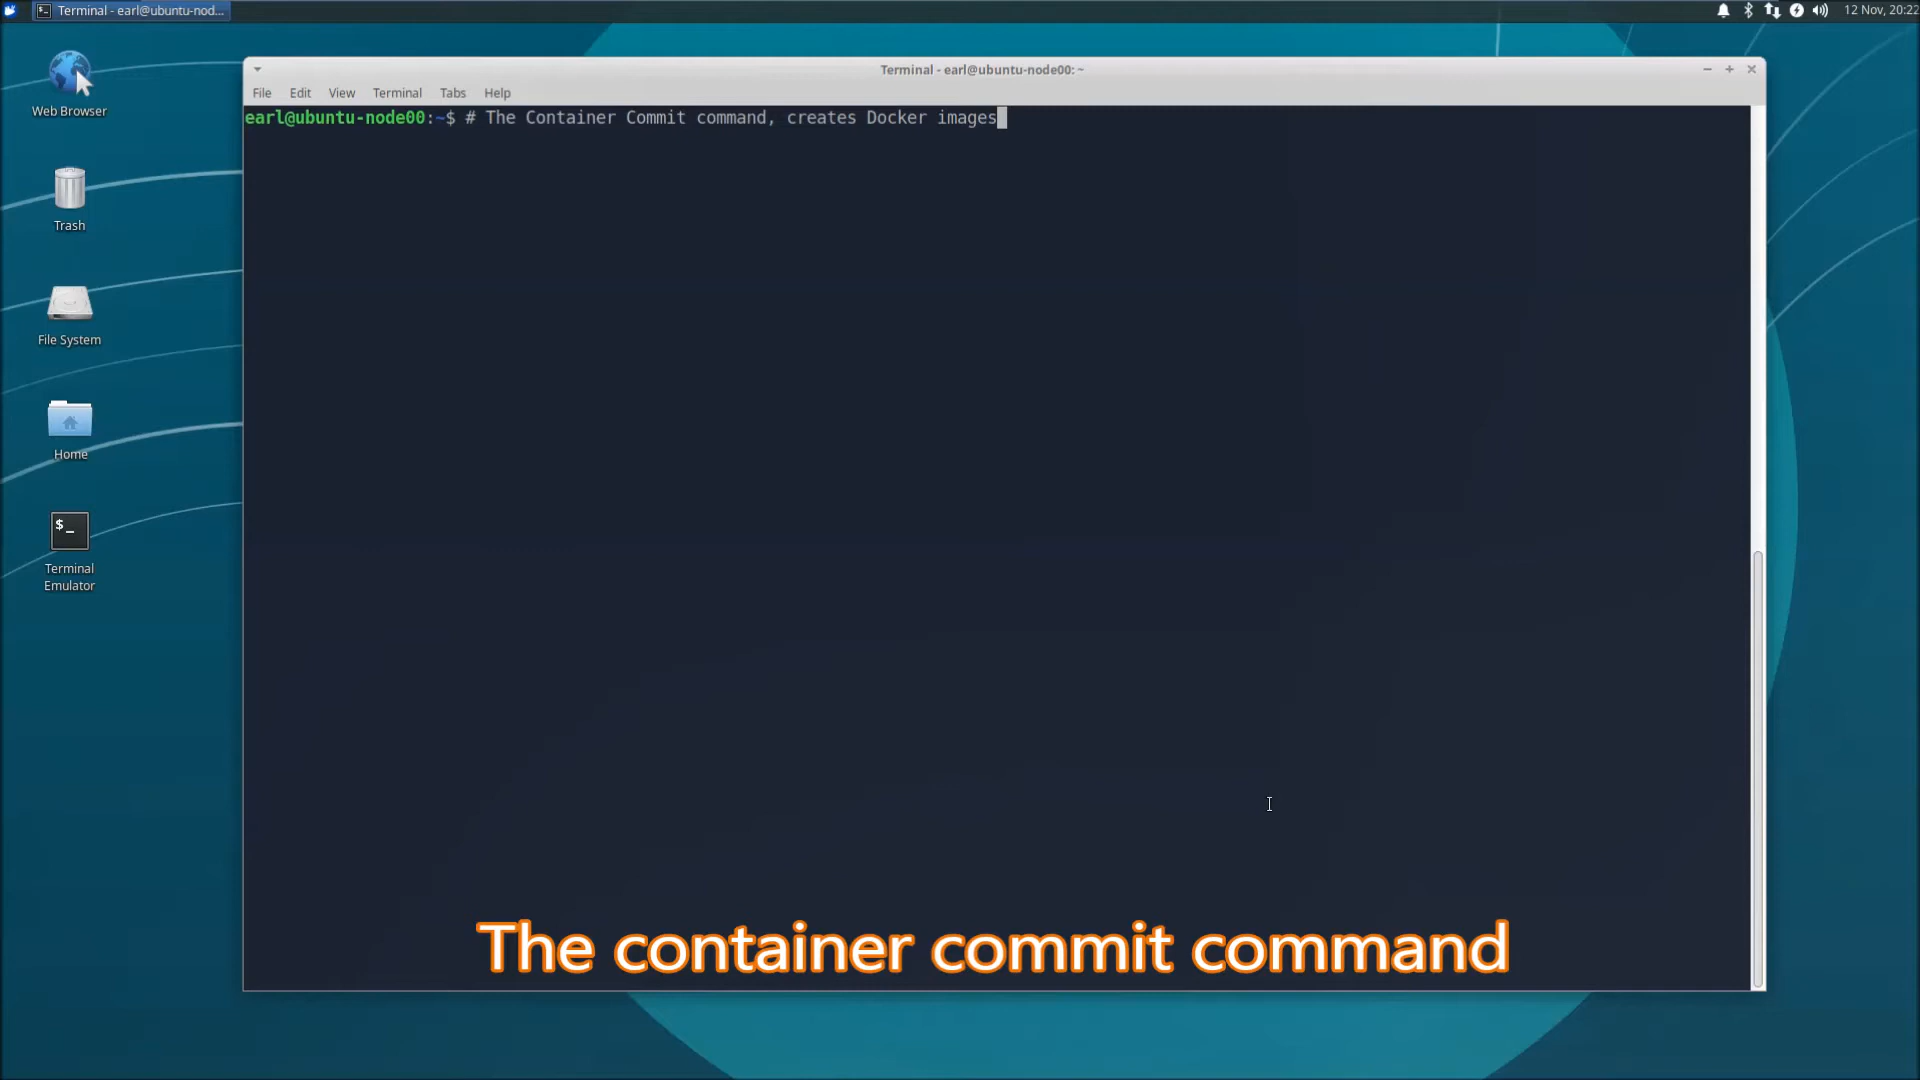 Terminal - earl@ubuntu-nod...
12 Nov, 20:22
Web Browser
Trash
File System
Home
$_
Terminal
Emulator
Terminal - earl@ubuntu-node00: ~
File Edit View Terminal Tabs Help
earl@ubuntu-node00:~$ # The Container Commit command, creates Docker images
The container commit command